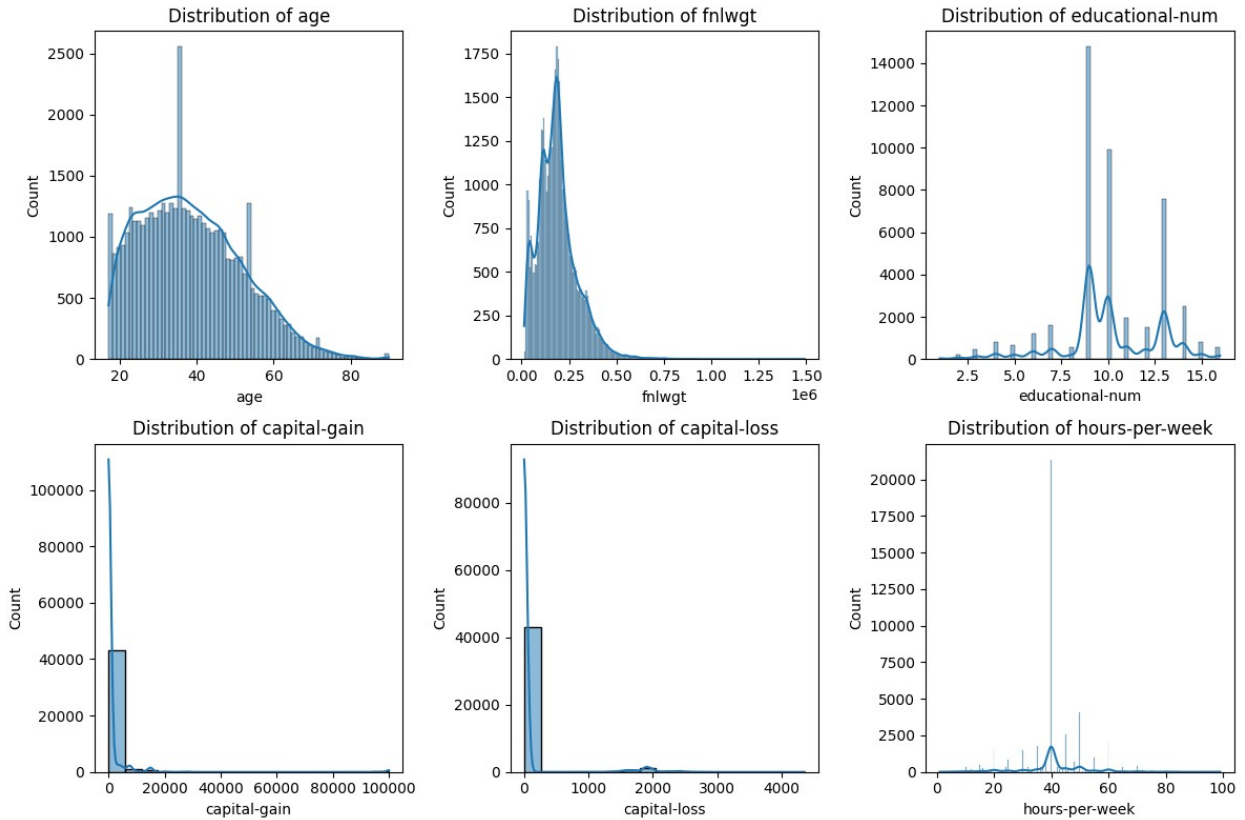 Distribution of age
2500
2000
1500
1000
500
0
Count
20 40 60 80
age
Distribution of fnlwgt
1750
1500
1250
1000
750
500
250
0
Count
0.00 0.25 0.50 0.75 1.00 1.25 1.50
1e6
fnlwgt
Distribution of educational-num
14000
12000
10000
8000
6000
4000
2000
0
Count
2.5 5.0 7.5 10.0 12.5 15.0
educational-num
Distribution of capital-gain
100000
80000
60000
40000
20000
0
Count
0 20000 40000 60000 80000 100000
capital-gain
Distribution of capital-loss
80000
60000
40000
20000
0
Count
0 1000 2000 3000 4000
capital-loss
Distribution of hours-per-week
20000
17500
15000
12500
10000
7500
5000
2500
0
Count
0 20 40 60 80 100
hours-per-week